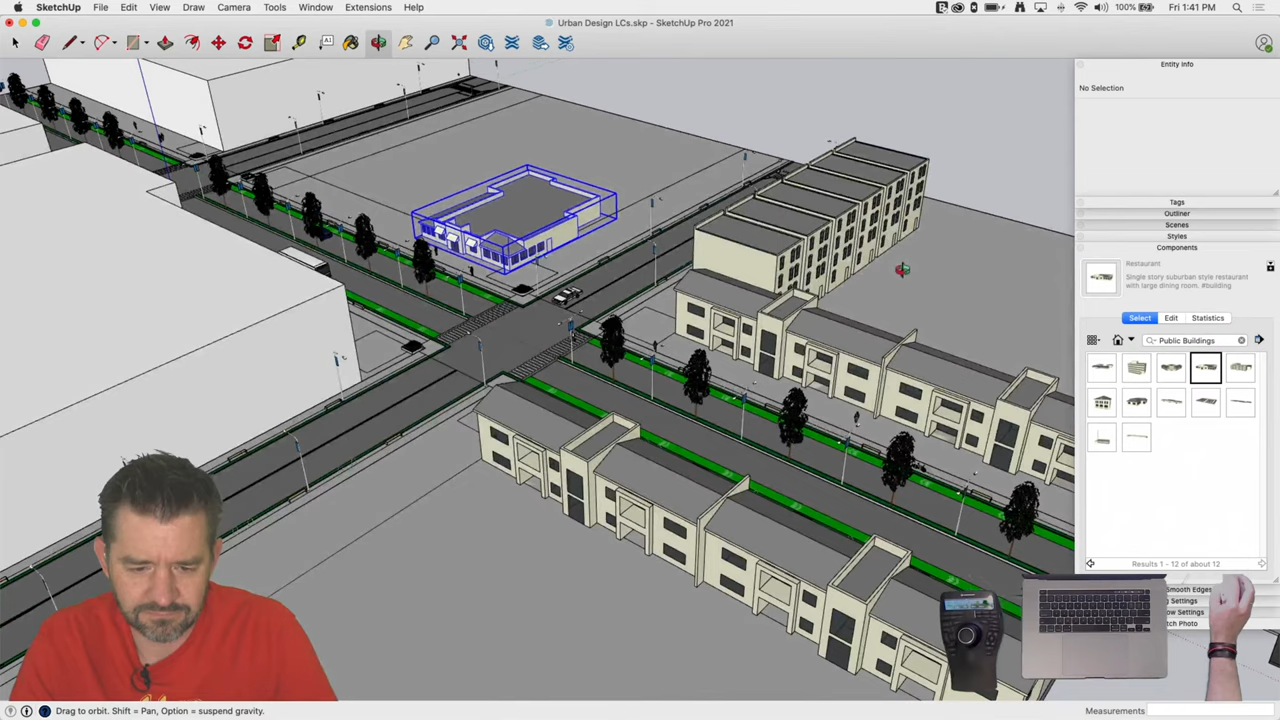 SketchUp File Edit View Draw Camera Tools Window Extensions Help 100% Fri 1:41 PM
Urban Design LCs.skp - SketchUp Pro 2021
Entity Info
No Selection
Tags
Outliner
Scenes
Styles
Components
Restaurant
Single story suburban style restaurant
with large dining room. #building
Select Edit Statistics
Public Buildings
Results 1 - 12 of about 12
Smooth Edges
Settings
Settings
Photo
Drag to orbit. Shift = Pan, Option = suspend gravity.
Measurements